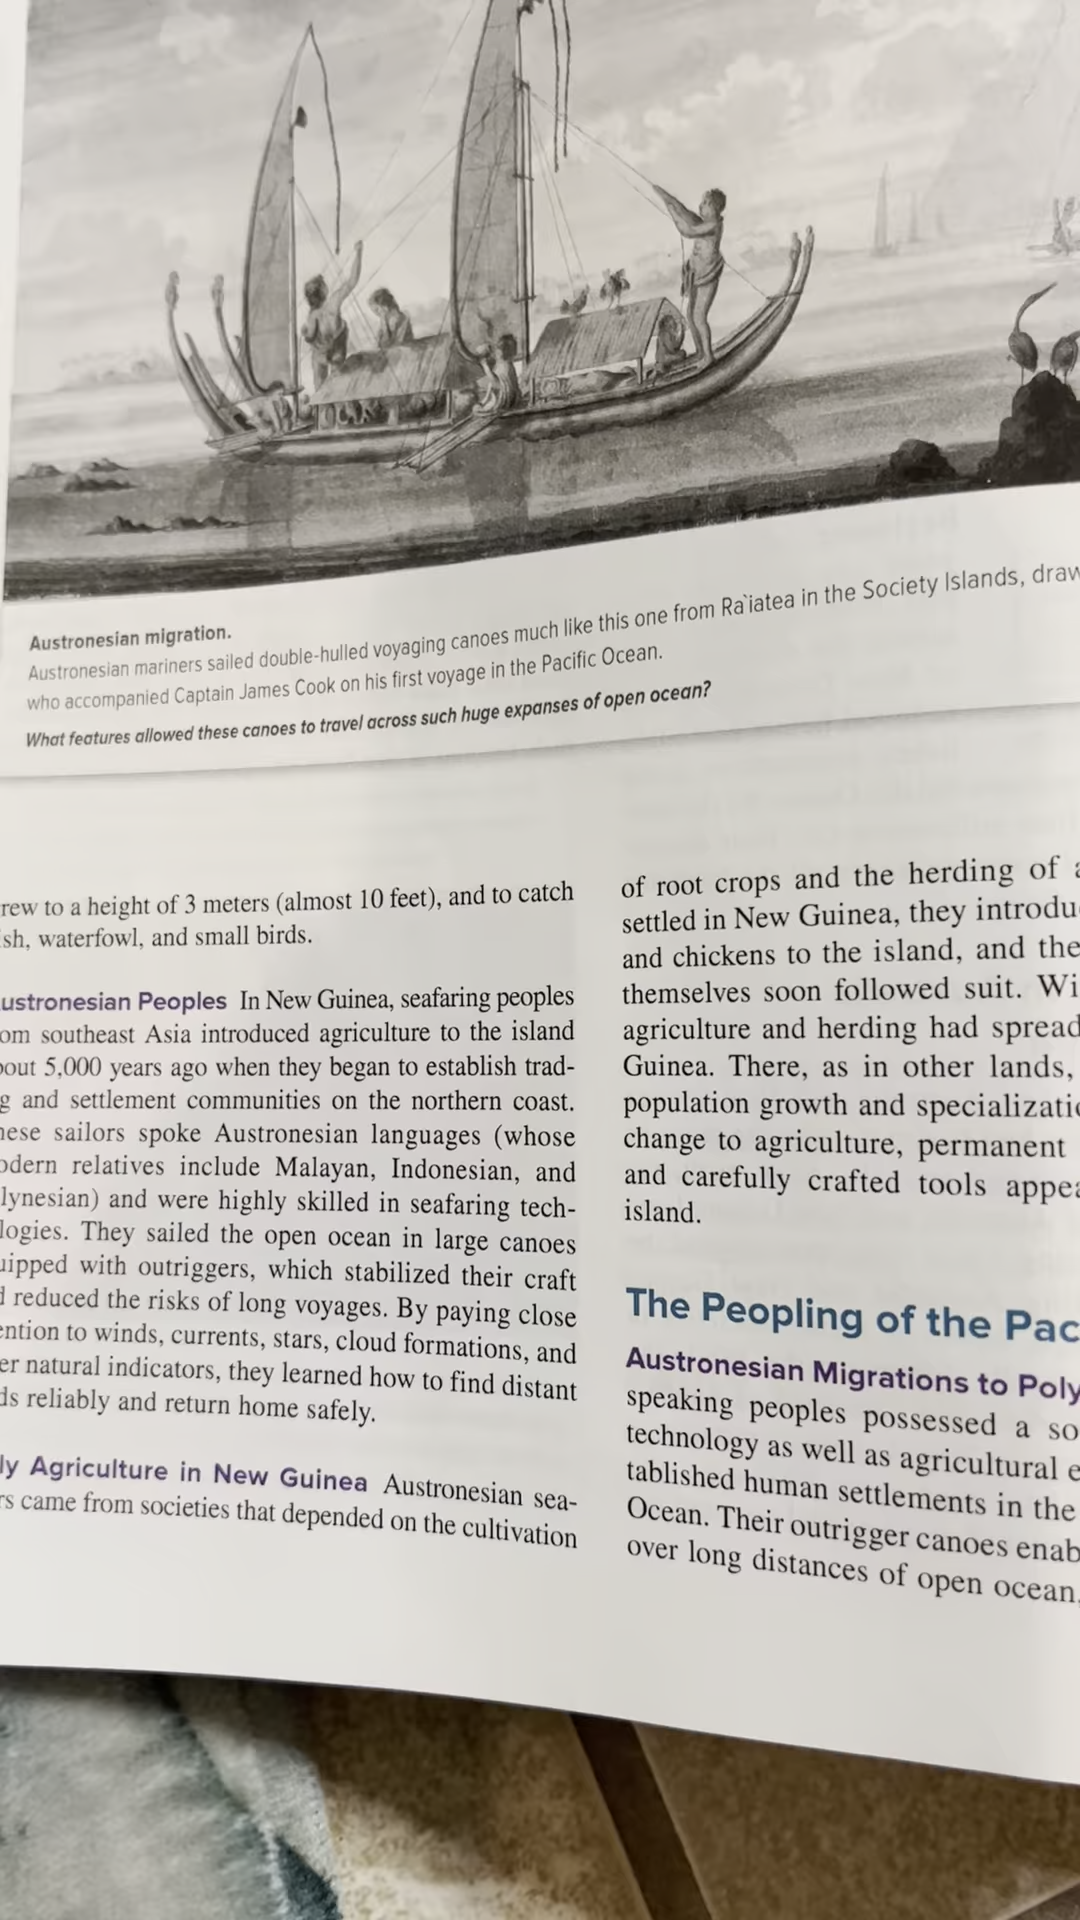 Austronesian migration.
Austronesian mariners sailed double-hulled voyaging canoes much like this one from Ra`iatea in the Society Islands, draw
who accompanied Captain James Cook on his first voyage in the Pacific Ocean.
What features allowed these canoes to travel across such huge expanses of open ocean?
rew to a height of 3 meters (almost 10 feet), and to catch
ish, waterfowl, and small birds.
ustronesian Peoples In New Guinea, seafaring peoples
om southeast Asia introduced agriculture to the island
bout 5,000 years ago when they began to establish trad-
g and settlement communities on the northern coast.
hese sailors spoke Austronesian languages (whose
odern relatives include Malayan, Indonesian, and
lynesian) and were highly skilled in seafaring tech-
logies. They sailed the open ocean in large canoes
uipped with outriggers, which stabilized their craft
d reduced the risks of long voyages. By paying close
ention to winds, currents, stars, cloud formations, and
er natural indicators, they learned how to find distant
ds reliably and return home safely.
ly Agriculture in New Guinea Austronesian sea-
rs came from societies that depended on the cultivation
of root crops and the herding of a
settled in New Guinea, they introdu
and chickens to the island, and the
themselves soon followed suit. Wi
agriculture and herding had spread
Guinea. There, as in other lands,
population growth and specializatio
change to agriculture, permanent
and carefully crafted tools appea
island.
The Peopling of the Pac
Austronesian Migrations to Poly
speaking peoples possessed a so
technology as well as agricultural e
tablished human settlements in the
Ocean. Their outrigger canoes enab
over long distances of open ocean,